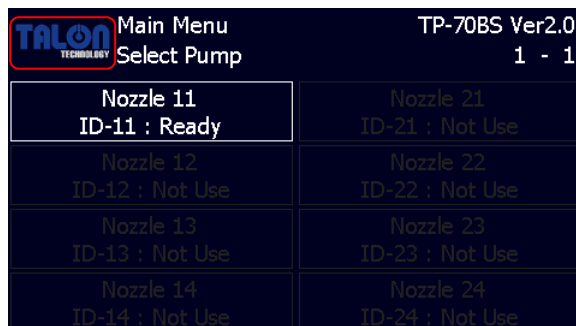 TALON
TECHNOLOGY
Main Menu
TP-70BS Ver2.0
Select Pump
1 - 1
Nozzle 11
ID-11 : Ready
Nozzle 21
ID-21 : Not Use
Nozzle 12
ID-12 : Not Use
Nozzle 22
ID-22 : Not Use
Nozzle 13
ID-13 : Not Use
Nozzle 23
ID-23 : Not Use
Nozzle 14
ID-14 : Not Use
Nozzle 24
ID-24 : Not Use